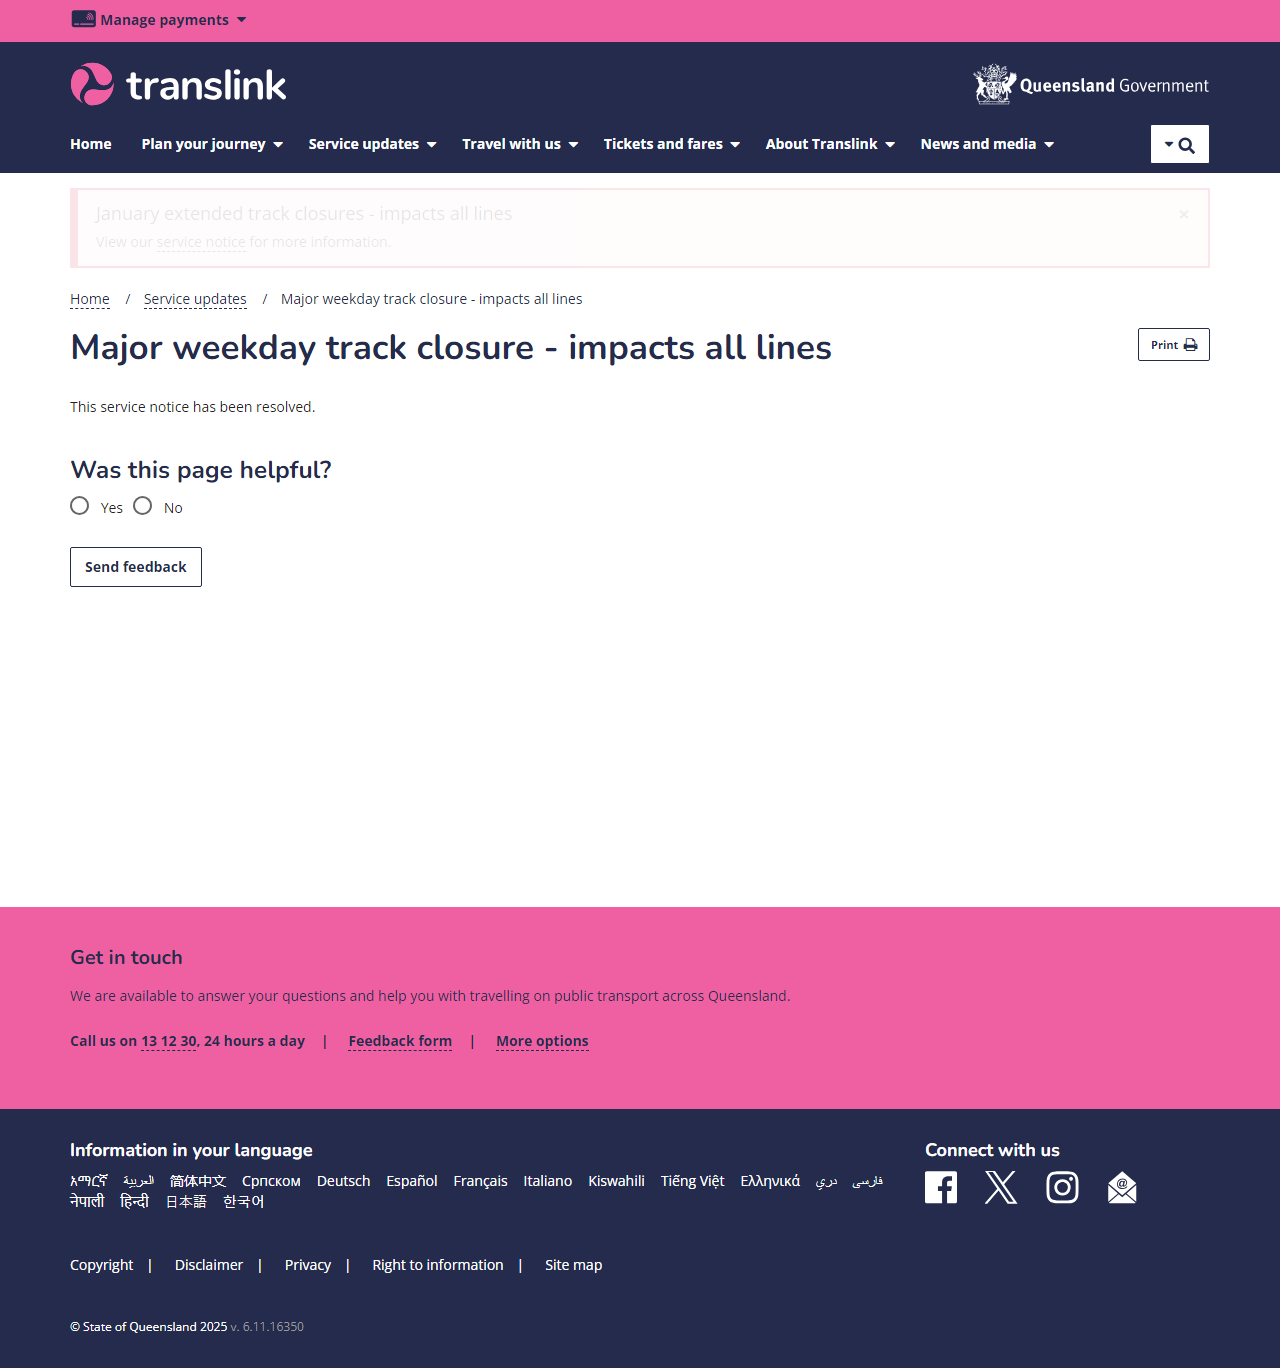 Manage payments
translink
Queensland Government
Home Plan your journey Service updates Travel with us Tickets and fares About Translink News and media
January extended track closures - impacts all lines ×
View our service notice for more information.
Home / Service updates / Major weekday track closure - impacts all lines
Major weekday track closure - impacts all lines
Print
This service notice has been resolved.
Was this page helpful?
Yes No
Send feedback
Get in touch
We are available to answer your questions and help you with travelling on public transport across Queensland.
Call us on 13 12 30, 24 hours a day | Feedback form | More options
Information in your language
አማርኛ العربية 简体中文 Српском Deutsch Español Français Italiano Kiswahili Tiếng Việt Ελληνικά دري فارسی
नेपाली हिन्दी 日本語 한국어
Connect with us
Copyright | Disclaimer | Privacy | Right to information | Site map
© State of Queensland 2025 v. 6.11.16350